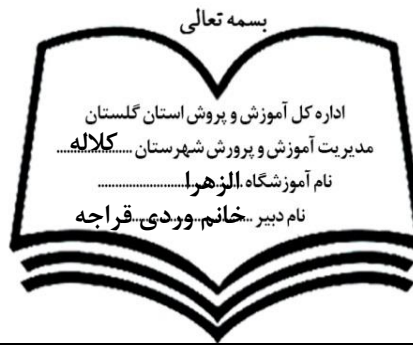 بسمه تعالی
اداره کل آموزش و پروش استان گلستان
مدیریت آموزش و پرورش شهرستان ......کلاله......
نام آموزشگاه ......الزهرا......
نام دبیر ......خانم وردی قراجه